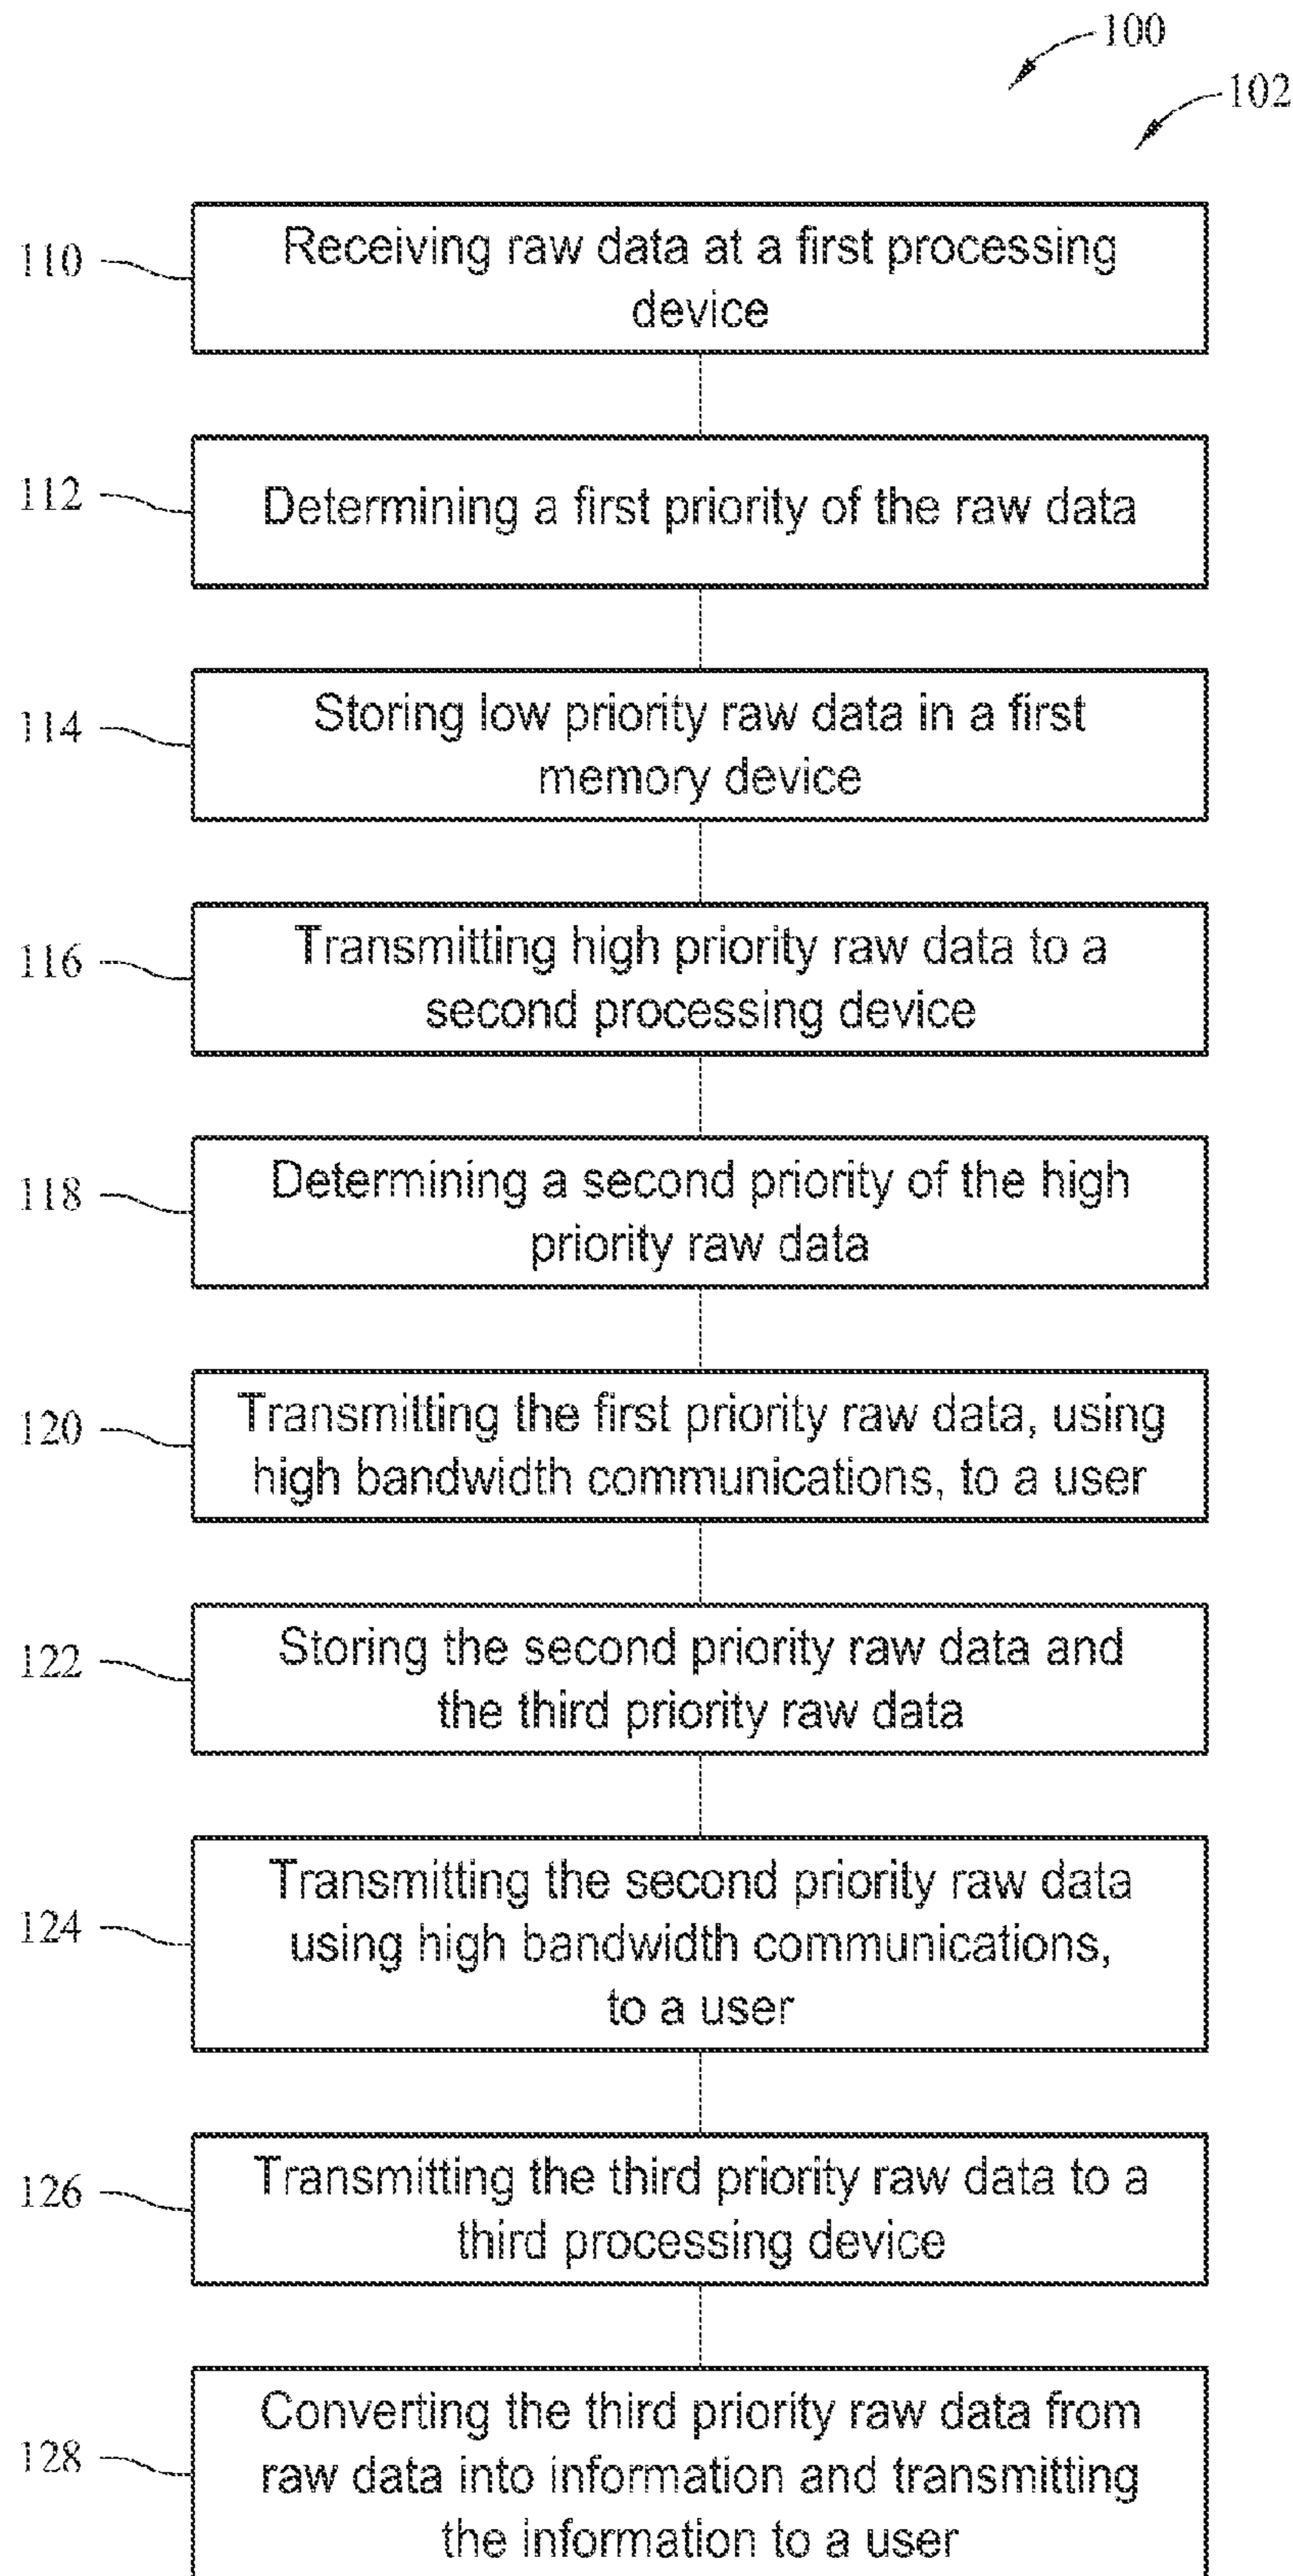 100
102
110
Receiving raw data at a first processing
device
112
Determining a first priority of the raw data
114
Storing low priority raw data in a first
memory device
116
Transmitting high priority raw data to a
second processing device
118
Determining a second priority of the high
priority raw data
120
Transmitting the first priority raw data, using
high bandwidth communications, to a user
122
Storing the second priority raw data and
the third priority raw data
124
Transmitting the second priority raw data
using high bandwidth communications,
to a user
126
Transmitting the third priority raw data to a
third processing device
128
Converting the third priority raw data from
raw data into information and transmitting
the information to a user